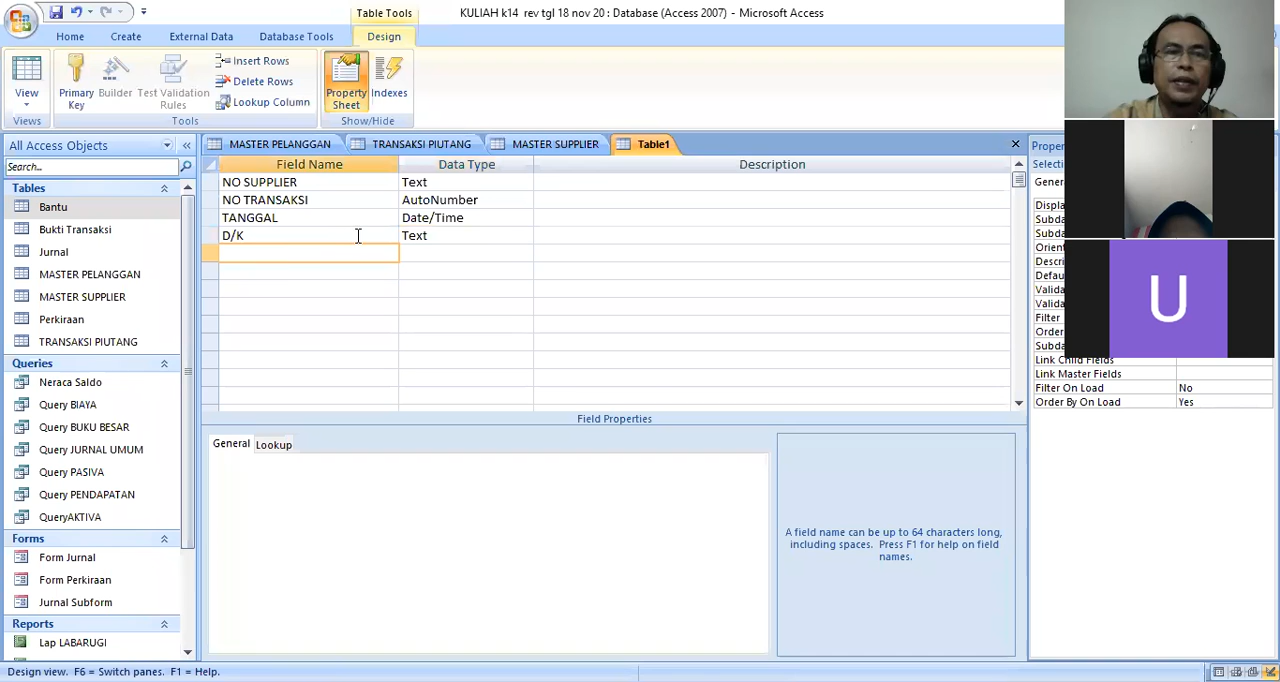 Table Tools
KULIAH k14 rev tgl 18 nov 20 : Database (Access 2007) - Microsoft Access
Home
Create
External Data
Database Tools
Design
View
Primary Key
Builder
Test Validation Rules
Insert Rows
Delete Rows
Lookup Column
Property Sheet
Indexes
Views
Tools
Show/Hide
All Access Objects
Search...
Tables
Bantu
Bukti Transaksi
Jurnal
MASTER PELANGGAN
MASTER SUPPLIER
Perkiraan
TRANSAKSI PIUTANG
Queries
Neraca Saldo
Query BIAYA
Query BUKU BESAR
Query JURNAL UMUM
Query PASIVA
Query PENDAPATAN
QueryAKTIVA
Forms
Form Jurnal
Form Perkiraan
Jurnal Subform
Reports
Lap LABARUGI
MASTER PELANGGAN
TRANSAKSI PIUTANG
MASTER SUPPLIER
Table1
Field Name Data Type Description
NO SUPPLIER Text
NO TRANSAKSI AutoNumber
TANGGAL Date/Time
D/K Text
Field Properties
General
Lookup
A field name can be up to 64 characters long,
including spaces. Press F1 for help on field
names.
Link Child Fields
Link Master Fields
Filter On Load No
Order By On Load Yes
U
Design view. F6 = Switch panes. F1 = Help.